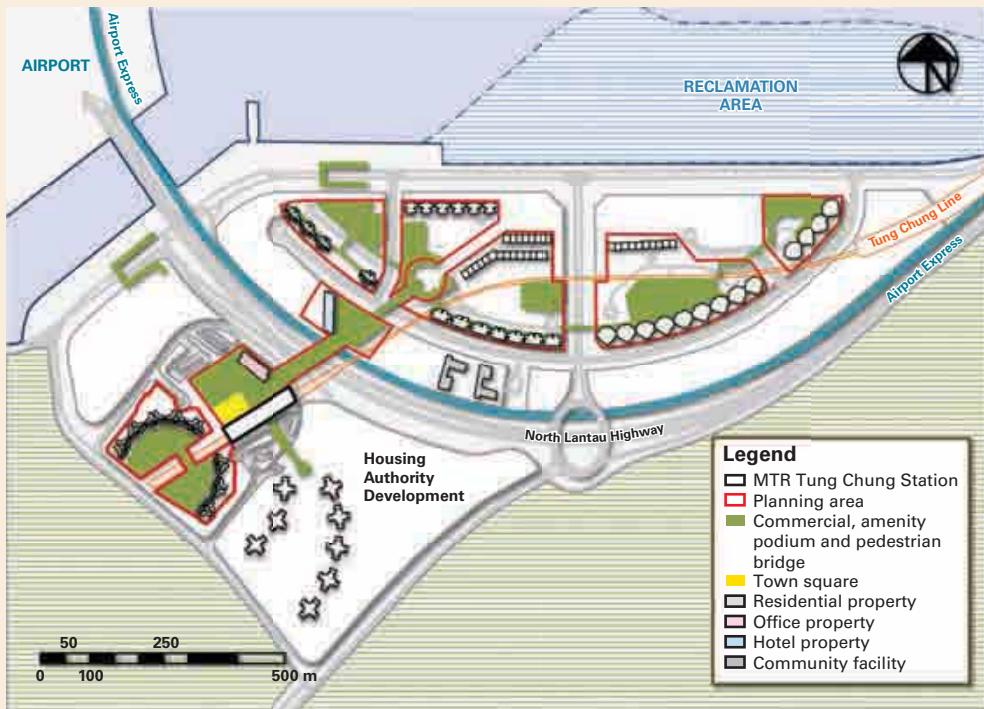 AIRPORT
Airport Express
RECLAMATION
AREA
N
Tung Chung Line
Airport Express
North Lantau Highway
Housing
Authority
Development
Legend
MTR Tung Chung Station
Planning area
Commercial, amenity
podium and pedestrian
bridge
Town square
Residential property
Office property
Hotel property
Community facility
50 250
0 100 500 m